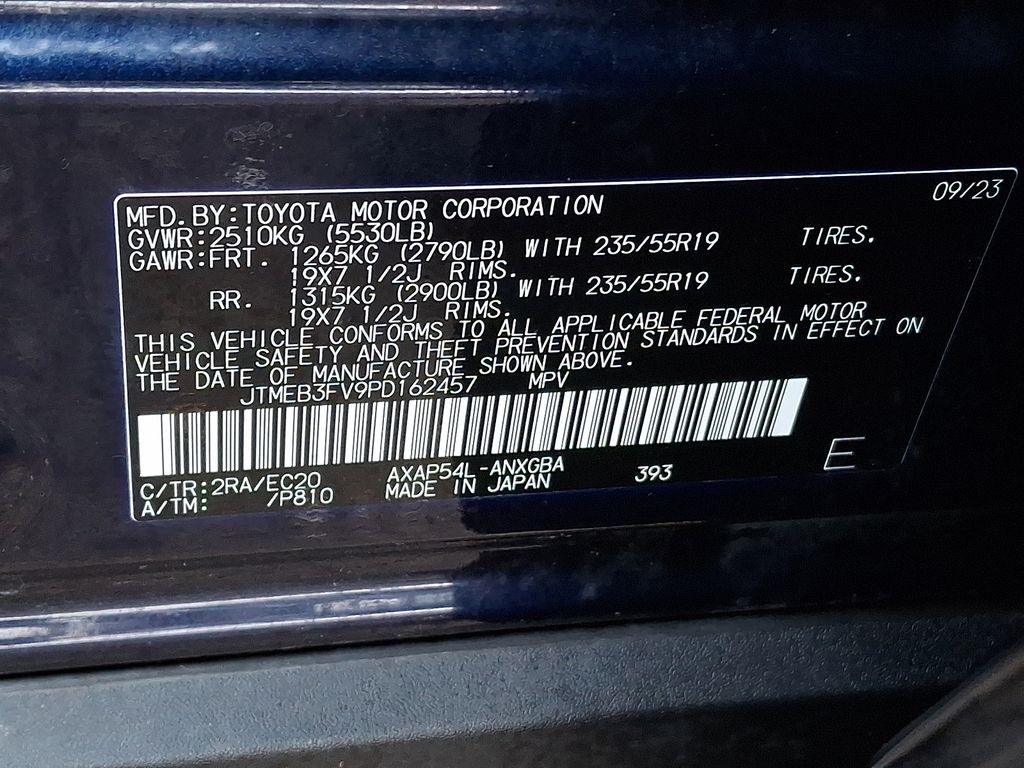 09/23
MFD.BY:TOYOTA MOTOR CORPORATION
GVWR:2510KG (5530LB)
GAWR:FRT. 1265KG (2790LB) WITH 235/55R19 TIRES.
19X7 1/2J RIMS.
RR. 1315KG (2900LB) WITH 235/55R19 TIRES.
19X7 1/2J RIMS.
THIS VEHICLE CONFORMS TO ALL APPLICABLE FEDERAL MOTOR
VEHICLE SAFETY AND THEFT PREVENTION STANDARDS IN EFFECT ON
THE DATE OF MANUFACTURE SHOWN ABOVE.
JTMEB3FV9PD162457 MPV
C/TR:2RA/EC20 AXAP54L-ANXGBA 393 E
A/TM: /P810 MADE IN JAPAN